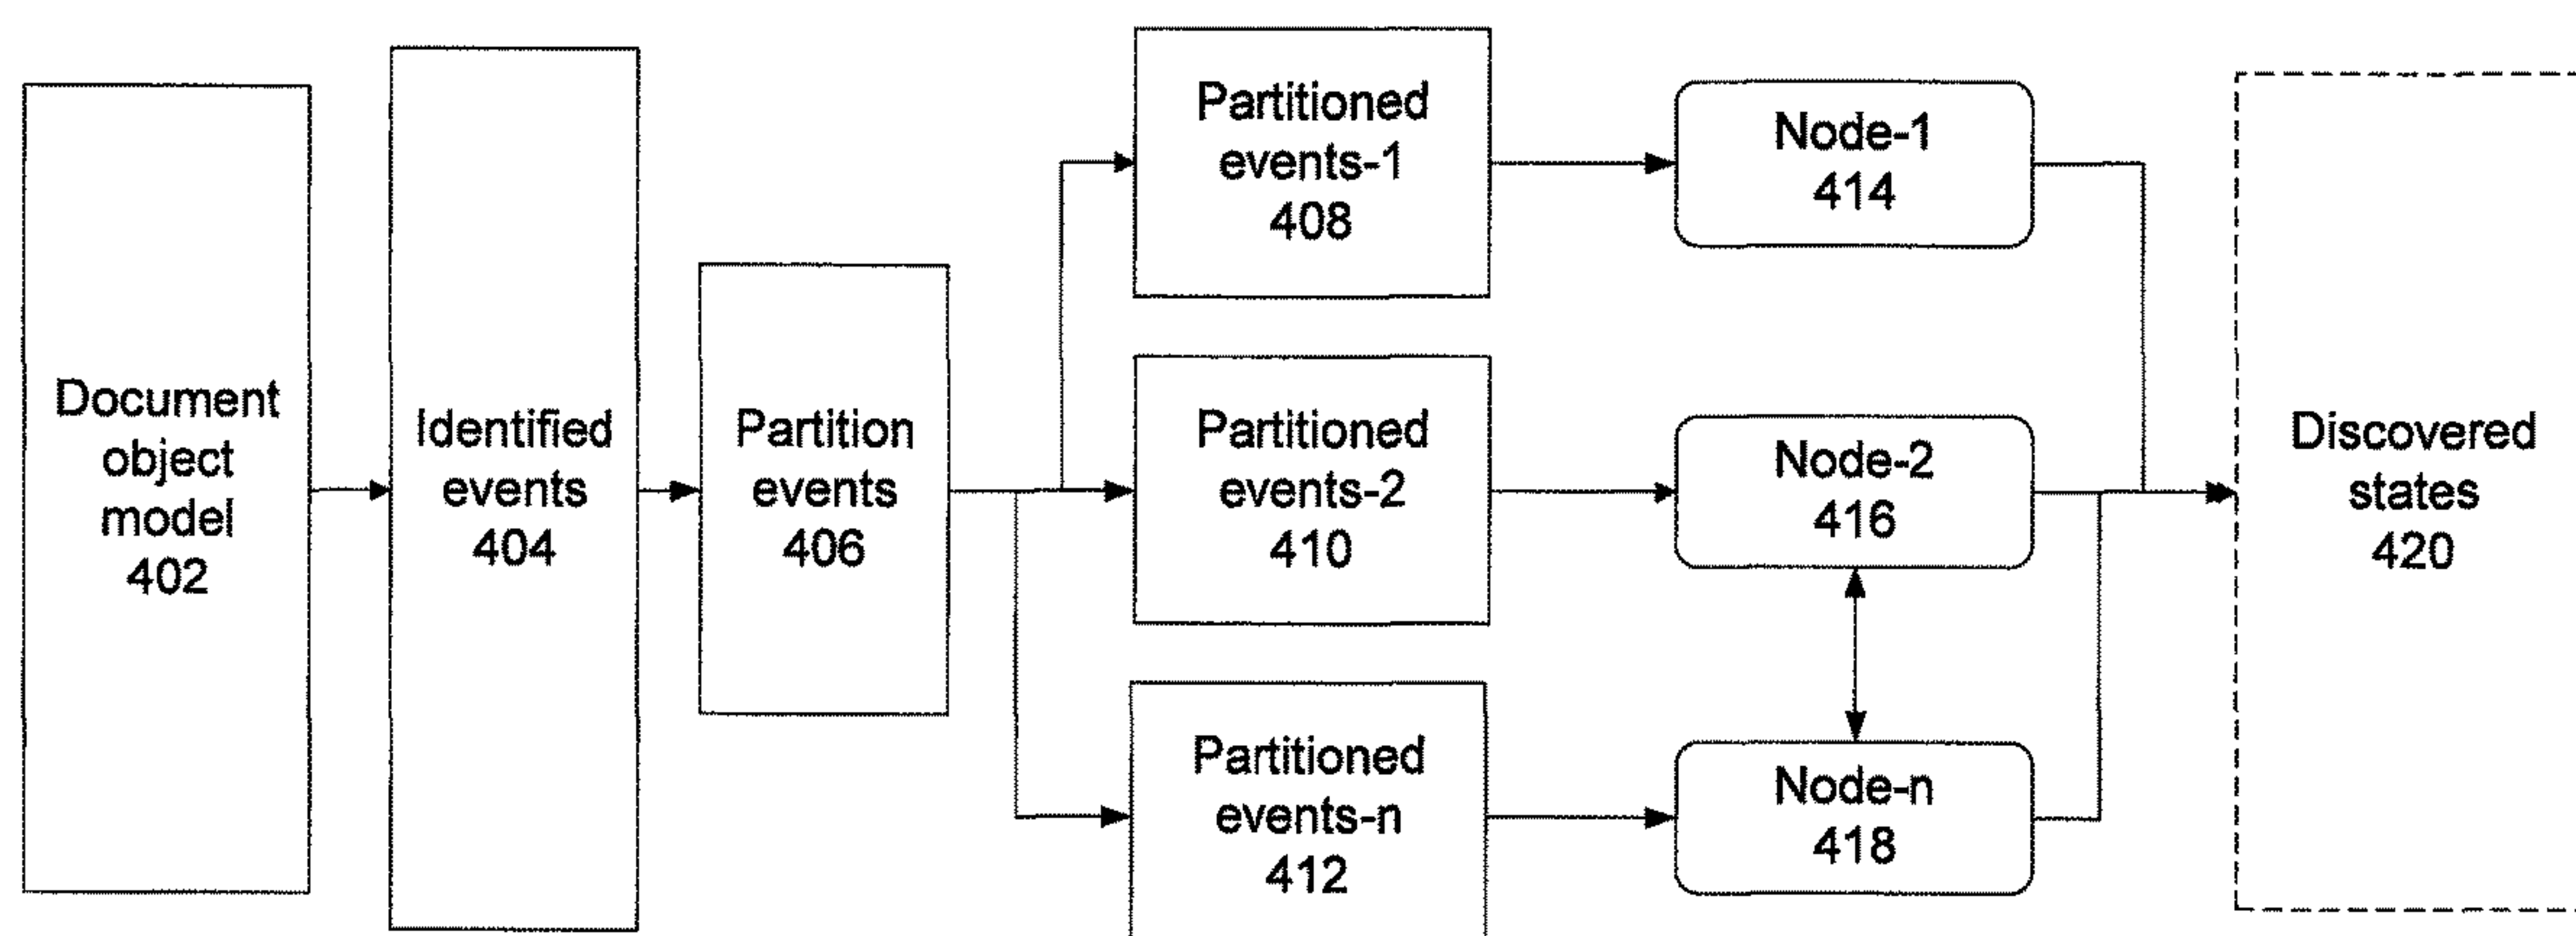 Document
object
model
402
Identified
events
404
Partition
events
406
Partitioned
events-1
408
Partitioned
events-2
410
Partitioned
events-n
412
Node-1
414
Node-2
416
Node-n
418
Discovered
states
420